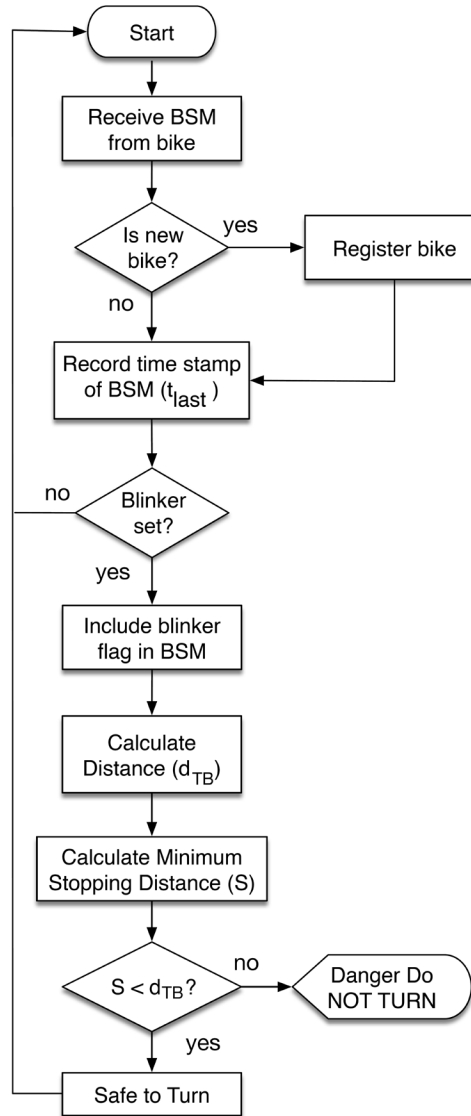 Start
Receive BSM
from bike
Is new
bike?
yes
Register bike
no
Record time stamp
of BSM (t_last )
no
Blinker
set?
yes
Include blinker
flag in BSM
Calculate
Distance (d_TB)
Calculate Minimum
Stopping Distance (S)
S < d_TB?
no
Danger Do
NOT TURN
yes
Safe to Turn